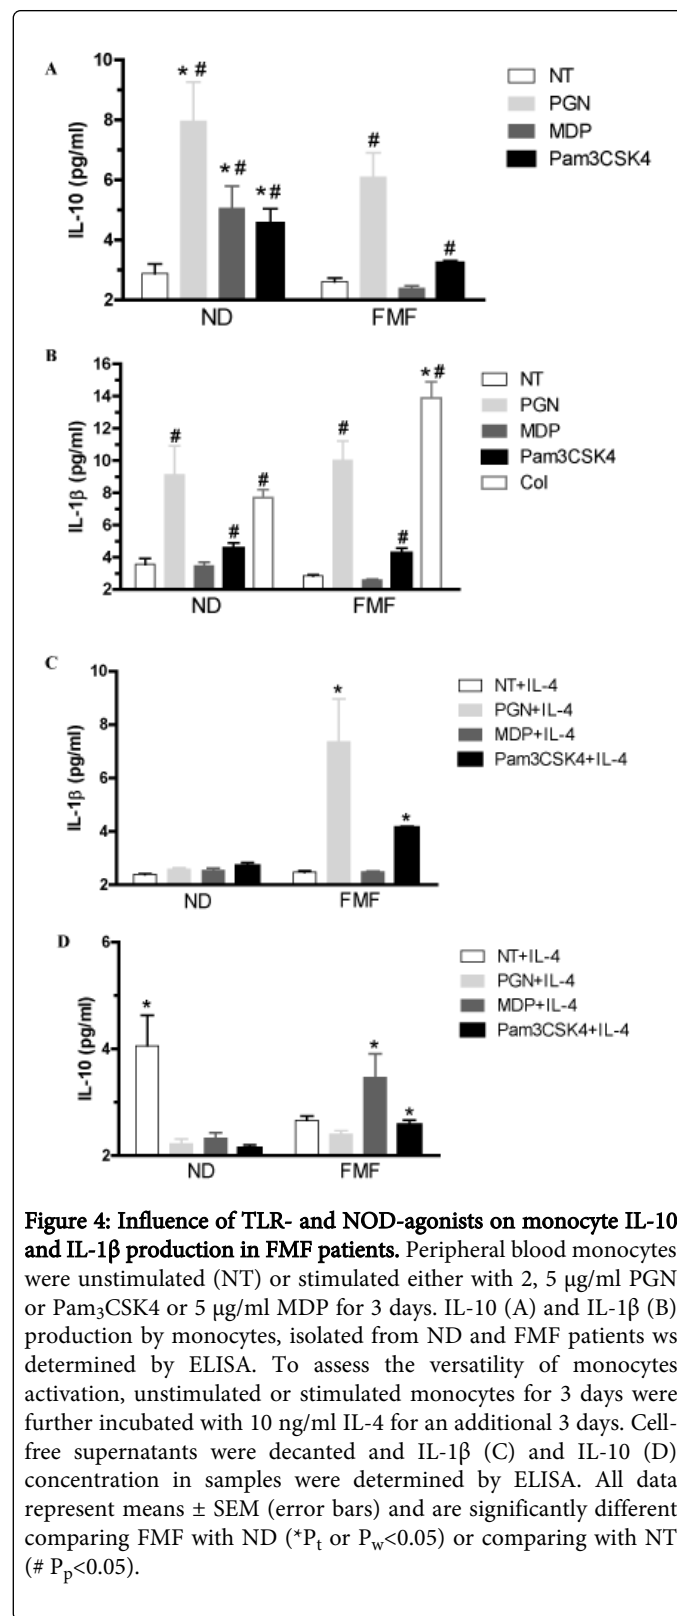 A
10
8
6
4
2
IL-10 (pg/ml)
* #
* #
* #
#
#
ND
FMF
NT
PGN
MDP
Pam3CSK4
B
16
14
12
10
8
6
4
2
IL-1β (pg/ml)
#
#
#
#
#
* #
ND
FMF
NT
PGN
MDP
Pam3CSK4
Col
C
10
8
6
4
2
IL-1β (pg/ml)
*
*
ND
FMF
NT+IL-4
PGN+IL-4
MDP+IL-4
Pam3CSK4+IL-4
D
6
4
2
IL-10 (pg/ml)
*
*
*
ND
FMF
NT+IL-4
PGN+IL-4
MDP+IL-4
Pam3CSK4+IL-4
Figure 4: Influence of TLR- and NOD-agonists on monocyte IL-10
and IL-1β production in FMF patients. Peripheral blood monocytes
were unstimulated (NT) or stimulated either with 2, 5 µg/ml PGN
or Pam3CSK4 or 5 µg/ml MDP for 3 days. IL-10 (A) and IL-1β (B)
production by monocytes, isolated from ND and FMF patients ws
determined by ELISA. To assess the versatility of monocytes
activation, unstimulated or stimulated monocytes for 3 days were
further incubated with 10 ng/ml IL-4 for an additional 3 days. Cell-
free supernatants were decanted and IL-1β (C) and IL-10 (D)
concentration in samples were determined by ELISA. All data
represent means ± SEM (error bars) and are significantly different
comparing FMF with ND (*Pt or Pw<0.05) or comparing with NT
(# Pp<0.05).